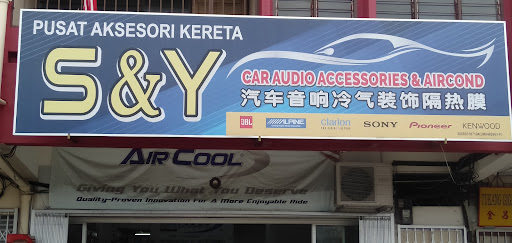 PUSAT AKSESORI KERETA
S&Y
CAR AUDIO ACCESSORIES & AIRCOND
汽车音响冷气装饰隔热膜
JBL ALPINE clarion SONY Pioneer KENWOOD
AIR COOL
Giving You What You Deserve
Quality-Proven Innovation For A More Enjoyable Ride